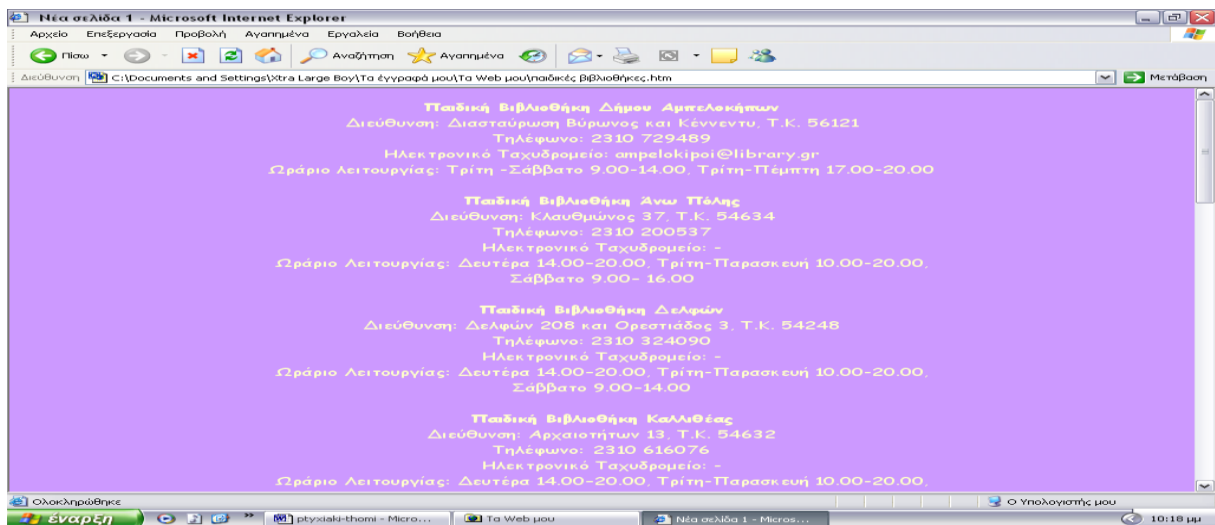 Νέα σελίδα 1 - Microsoft Internet Explorer
Αρχείο Επεξεργασία Προβολή Αγαπημένα Εργαλεία Βοήθεια
Πίσω Αναζήτηση Αγαπημένα
Διεύθυνση C:\Documents and Settings\Xtra Large Boy\Τα έγγραφά μου\Τα Web μου\παιδικές βιβλιοθήκες.htm Μετάβαση
Παιδική Βιβλιοθήκη Δήμου Αμπελοκήπων
Διεύθυνση: Διασταύρωση Βύρωνος και Κέννεντυ, Τ.Κ. 56121
Τηλέφωνο: 2310 729489
Ηλεκτρονικό Ταχυδρομείο: ampelokipoi@library.gr
Ωράριο Λειτουργίας: Τρίτη -Σάββατο 9.00-14.00, Τρίτη-Πέμπτη 17.00-20.00
Παιδική Βιβλιοθήκη Άνω Πόλης
Διεύθυνση: Κλαυθμώνος 37, Τ.Κ. 54634
Τηλέφωνο: 2310 200537
Ηλεκτρονικό Ταχυδρομείο: -
Ωράριο Λειτουργίας: Δευτέρα 14.00-20.00, Τρίτη-Παρασκευή 10.00-20.00,
Σάββατο 9.00- 16.00
Παιδική Βιβλιοθήκη Δελφών
Διεύθυνση: Δελφών 208 και Ορεστιάδος 3, Τ.Κ. 54248
Τηλέφωνο: 2310 324090
Ηλεκτρονικό Ταχυδρομείο: -
Ωράριο Λειτουργίας: Δευτέρα 14.00-20.00, Τρίτη-Παρασκευή 10.00-20.00,
Σάββατο 9.00-14.00
Παιδική Βιβλιοθήκη Καλλιθέας
Διεύθυνση: Αρχαιοτήτων 13, Τ.Κ. 54632
Τηλέφωνο: 2310 616076
Ηλεκτρονικό Ταχυδρομείο: -
Ωράριο Λειτουργίας: Δευτέρα 14.00-20.00, Τρίτη-Παρασκευή 10.00-20.00,
Ολοκληρώθηκε Ο Υπολογιστής μου
έναρξη ptyxiaki-thomi - Micro... Τα Web μου Νέα σελίδα 1 - Micros... 10:18 μμ